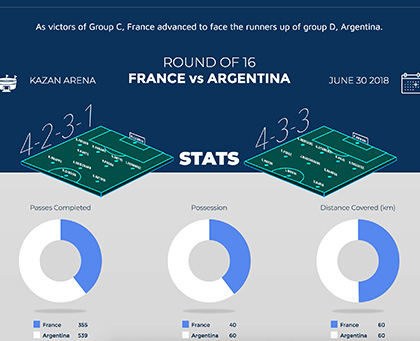 As victors of Group C, France advanced to face the runners up of group D, Argentina.
ROUND OF 16
KAZAN ARENA
FRANCE vs ARGENTINA
JUNE 30 2018
4-2-3-1
4-3-3
STATS
Passes Completed
Possession
Distance Covered (km)
France 355
France 40
France 60
Argentina 539
Argentina 60
Argentina 60